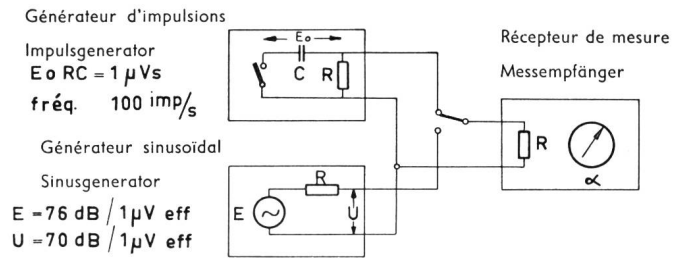 Générateur d'impulsions
Impulsgenerator
Eo RC = 1 µVs
fréq. 100 imp/s
Eo
C
R
Récepteur de mesure
Messempfänger
R
α
Générateur sinusoïdal
Sinusgenerator
E = 76 dB / 1µV eff
U = 70 dB / 1µV eff
R
E
U